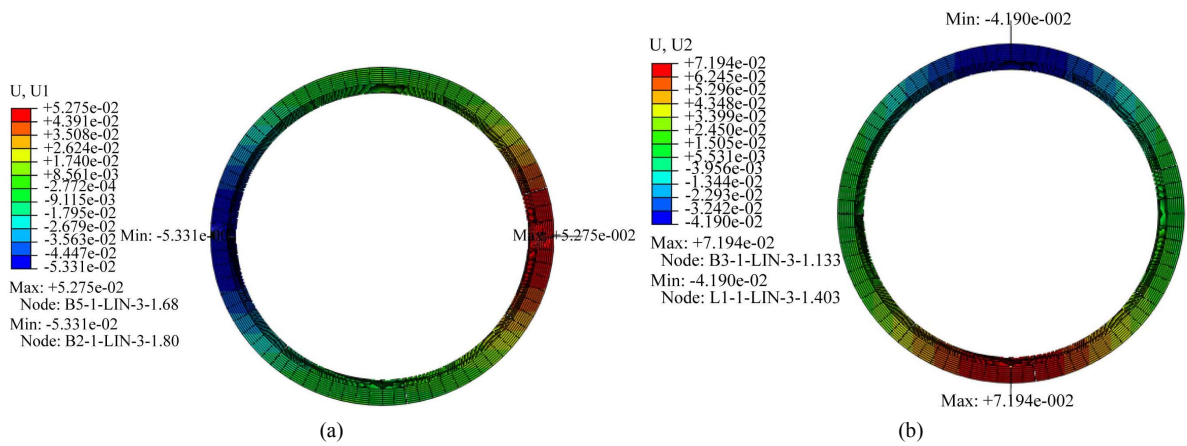 U, U1
+5.275e-02
+4.391e-02
+3.508e-02
+2.624e-02
+1.740e-02
+8.561e-03
-2.772e-04
-9.115e-03
-1.795e-02
-2.679e-02
-3.563e-02
-4.447e-02
-5.331e-02
Max: +5.275e-02
Node: B5-1-LIN-3-1.68
Min: -5.331e-02
Node: B2-1-LIN-3-1.80
Min: -5.331e-
Max: +5.275e-002
(a)
U, U2
+7.194e-02
+6.245e-02
+5.296e-02
+4.348e-02
+3.399e-02
+2.450e-02
+1.505e-02
+5.531e-03
-3.956e-03
-1.344e-02
-2.293e-02
-3.242e-02
-4.190e-02
Max: +7.194e-02
Node: B3-1-LIN-3-1.133
Min: -4.190e-02
Node: L1-1-LIN-3-1.403
Min: -4.190e-002
Max: +7.194e-002
(b)